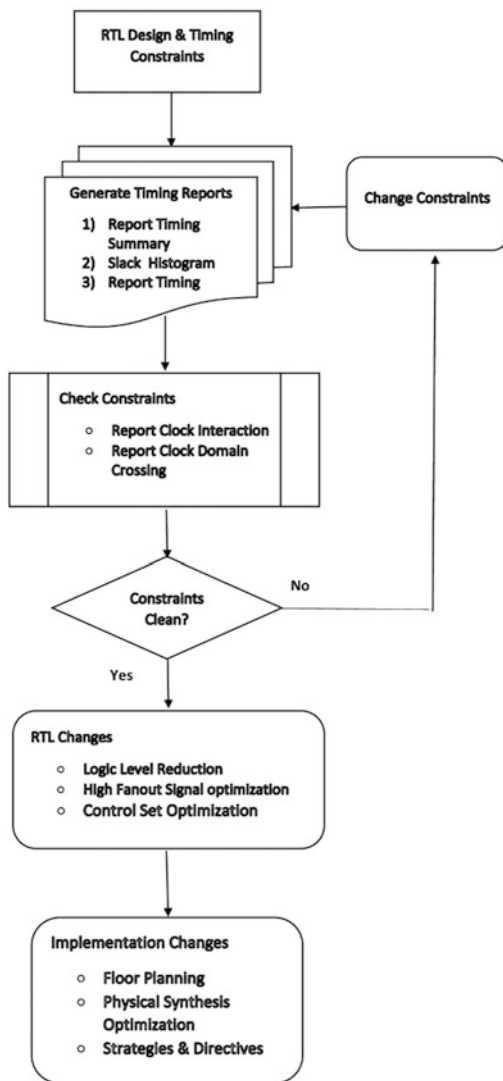 RTL Design & Timing
Constraints
Generate Timing Reports
1) Report Timing
Summary
2) Slack Histogram
3) Report Timing
Change Constraints
Check Constraints
○ Report Clock Interaction
○ Report Clock Domain
Crossing
Constraints
Clean?
No
Yes
RTL Changes
○ Logic Level Reduction
○ High Fanout Signal optimization
○ Control Set Optimization
Implementation Changes
○ Floor Planning
○ Physical Synthesis
Optimization
○ Strategies & Directives